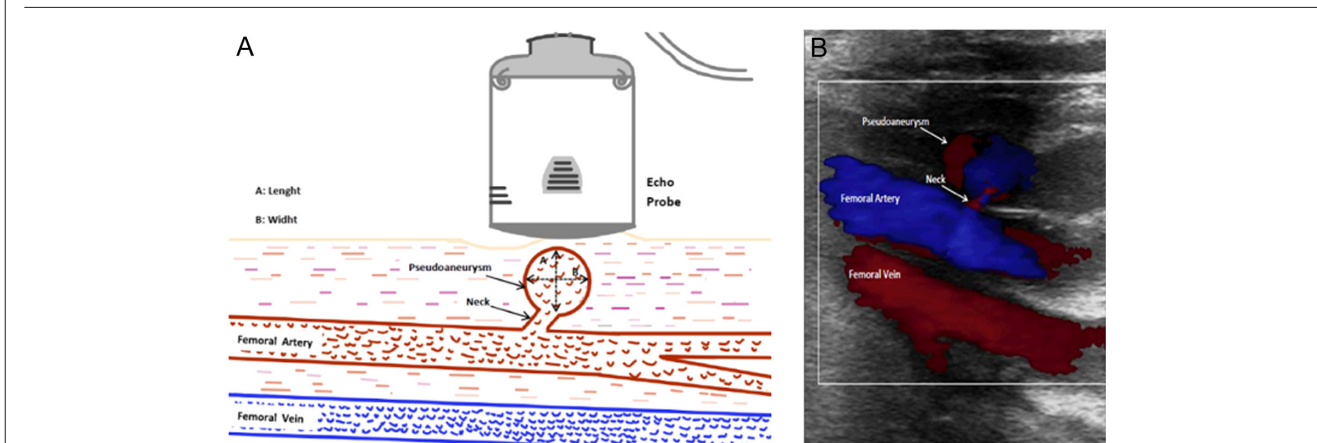 A
A: Lenght
B: Widht
Echo
Probe
Pseudoaneurysm
A
B
Neck
Femoral Artery
Femoral Vein
B
Pseudoaneurysm
Neck
Femoral Artery
Femoral Vein